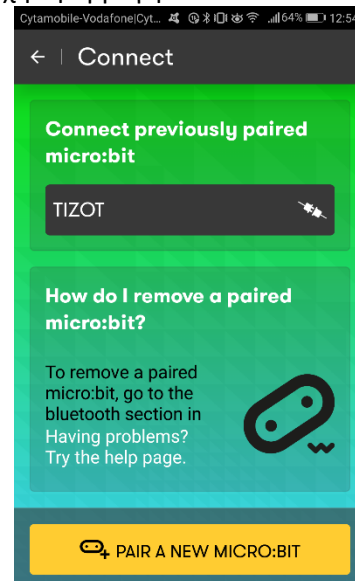 Cytamobile-Vodafone|Cyt... 64% 12:54
Connect
Connect previously paired
micro:bit
TIZOT
How do I remove a paired
micro:bit?
To remove a paired
micro:bit, go to the
bluetooth section in
Having problems?
Try the help page.
PAIR A NEW MICRO:BIT